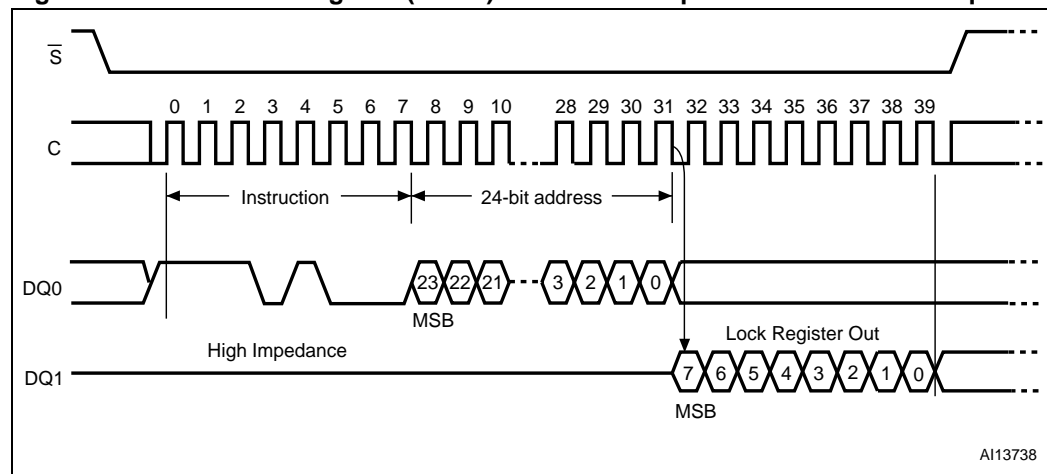 S
0 1 2 3 4 5 6 7 8 9 10 28 29 30 31 32 33 34 35 36 37 38 39
C
Instruction 24-bit address
DQ0 23 22 21 3 2 1 0
MSB
High Impedance Lock Register Out
DQ1 7 6 5 4 3 2 1 0
MSB
AI13738